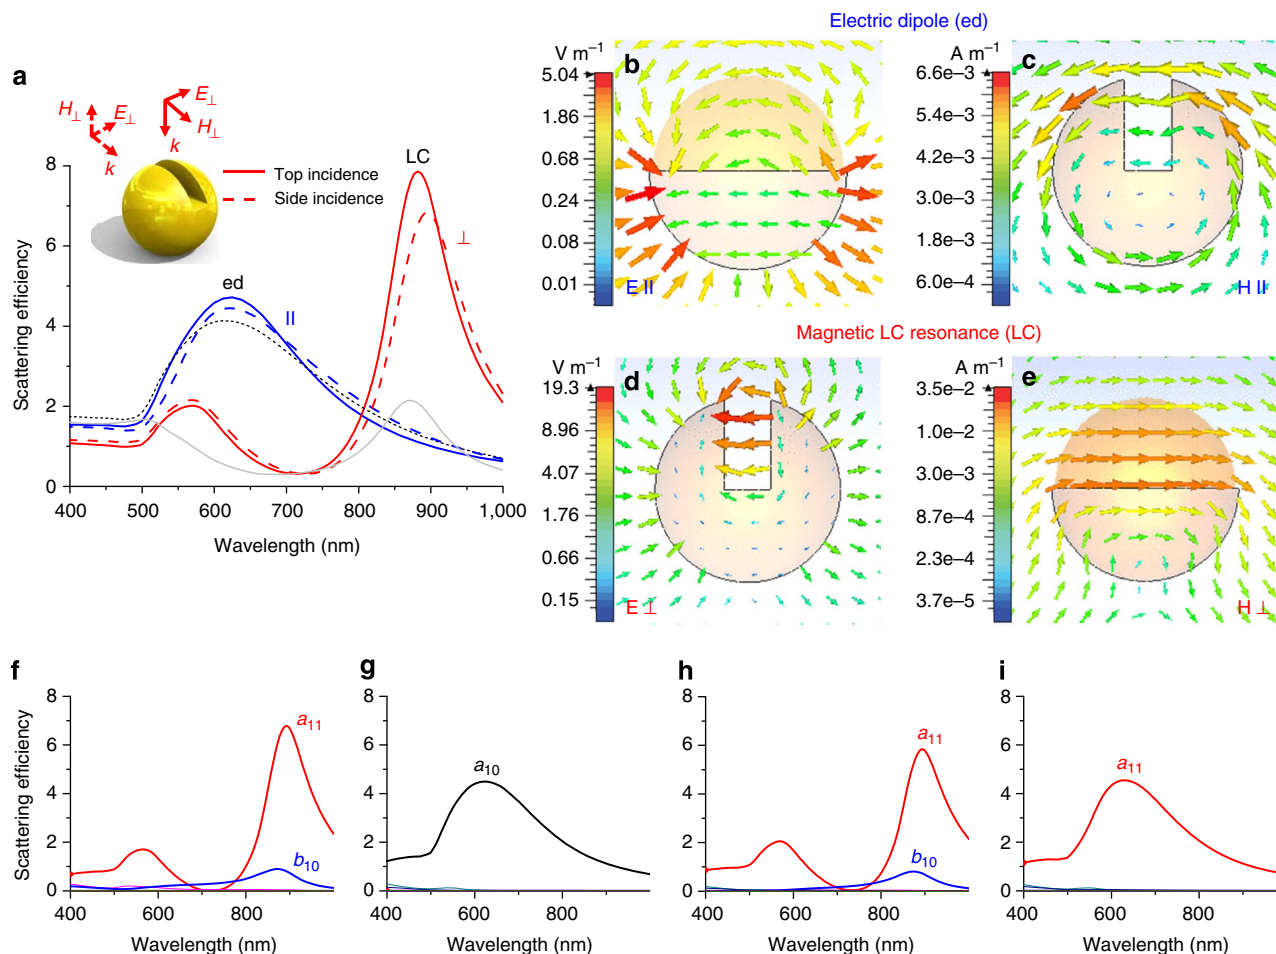 Electric dipole (ed)
a
H⊥
E⊥
k
E⊥
H⊥
k
Top incidence
Side incidence
LC
⊥
ed
II
Scattering efficiency
8
6
4
2
0
400
500
600
700
800
900
1,000
Wavelength (nm)
V m⁻¹
b
5.04
1.86
0.68
0.24
0.08
0.01
E II
A m⁻¹
c
6.6e–3
5.4e–3
4.2e–3
3.0e–3
1.8e–3
6.0e–4
H II
Magnetic LC resonance (LC)
V m⁻¹
d
19.3
8.96
4.07
1.76
0.66
0.15
E ⊥
A m⁻¹
e
3.5e–2
1.0e–2
3.0e–3
8.7e–4
2.3e–4
3.7e–5
H ⊥
f
Scattering efficiency
8
6
4
2
0
a₁₁
b₁₀
400
600
800
Wavelength (nm)
g
8
6
4
2
0
a₁₀
400
600
800
Wavelength (nm)
h
8
6
4
2
0
a₁₁
b₁₀
400
600
800
Wavelength (nm)
i
8
6
4
2
0
a₁₁
400
600
800
Wavelength (nm)